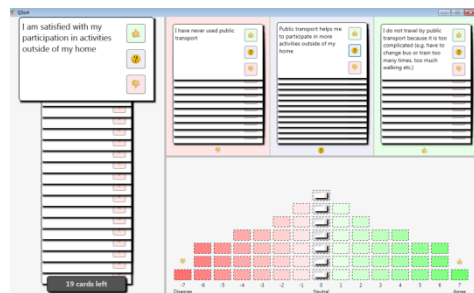 QSort
I am satisfied with my
participation in activities
outside of my home
I have never used public
transport
Public transport helps me
to participate in more
activities outside of my
home
I do not travel by public
transport because it is too
complicated (e.g. have to
change bus or train too
many times, too much
walking etc.)
19 cards left
-7 -6 -5 -4 -3 -2 -1 0 1 2 3 4 5 6 7
Disagree Neutral Agree